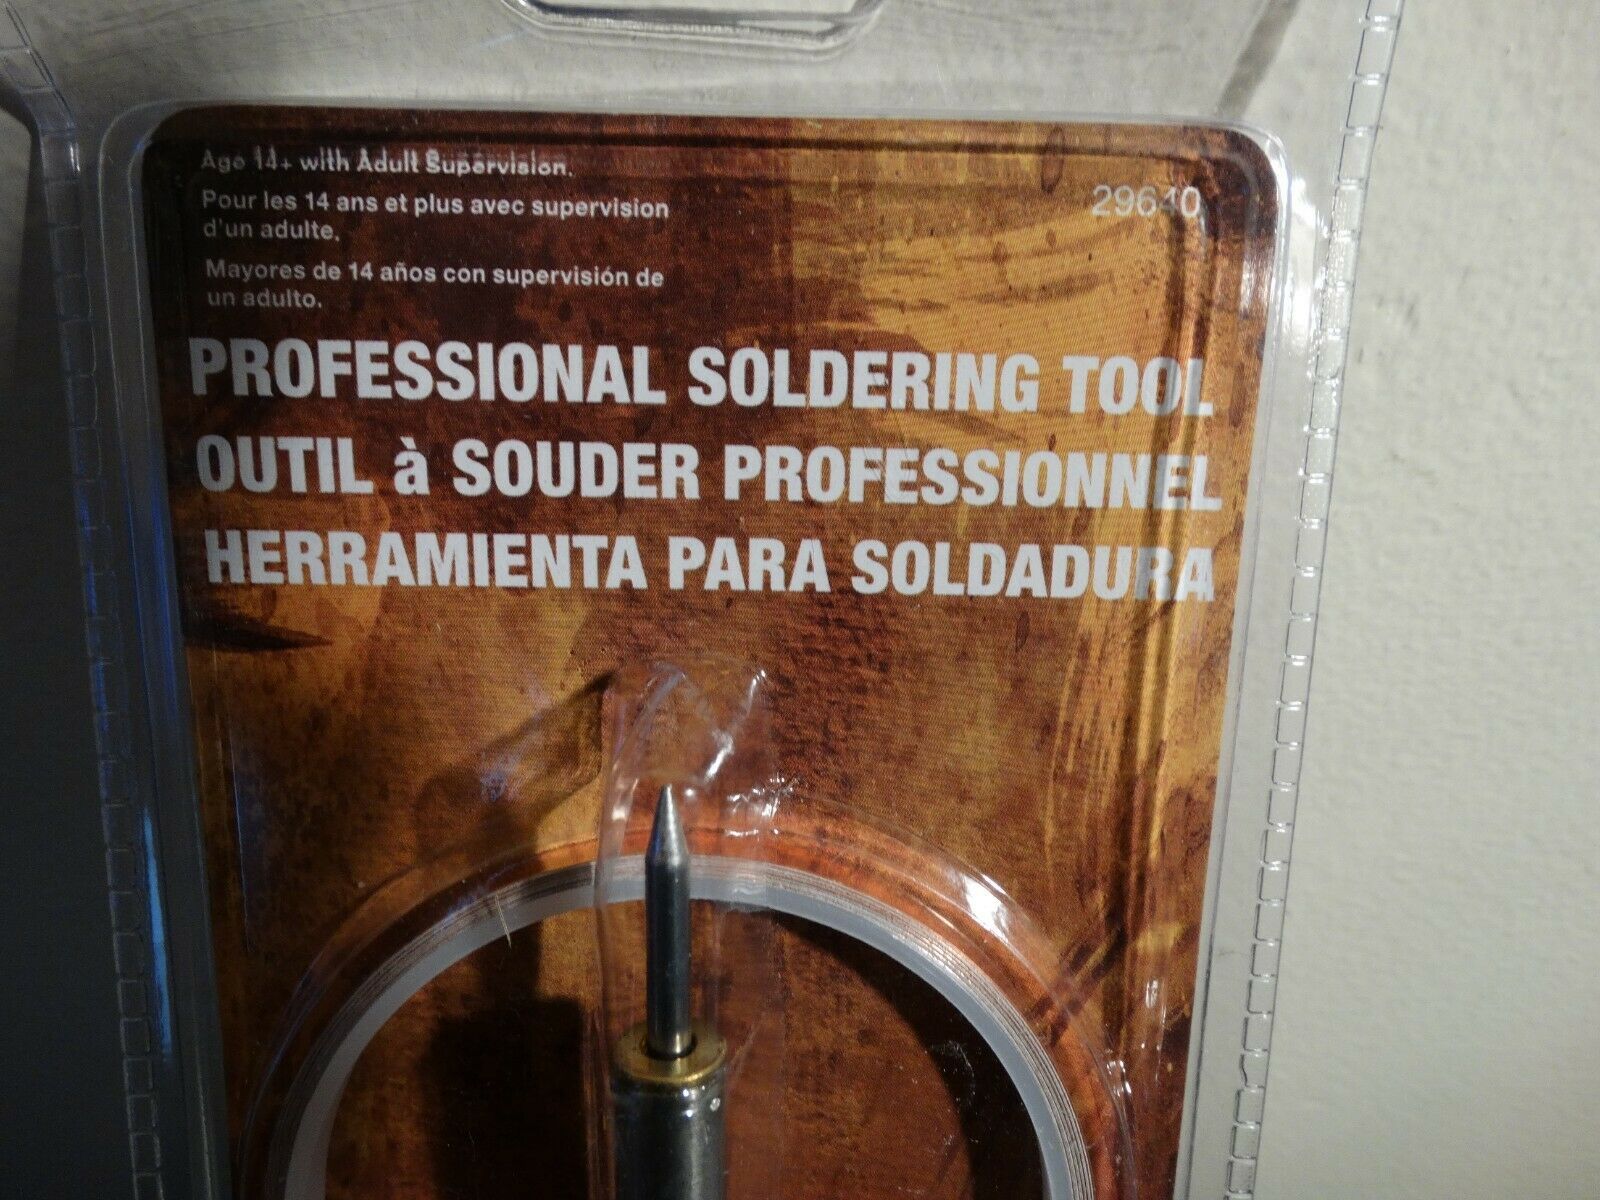 Age 14+ with Adult Supervision.
Pour les 14 ans et plus avec supervision
d'un adulte.
Mayores de 14 años con supervisión de
un adulto.
29640
PROFESSIONAL SOLDERING TOOL
OUTIL à SOUDER PROFESSIONNEL
HERRAMIENTA PARA SOLDADURA